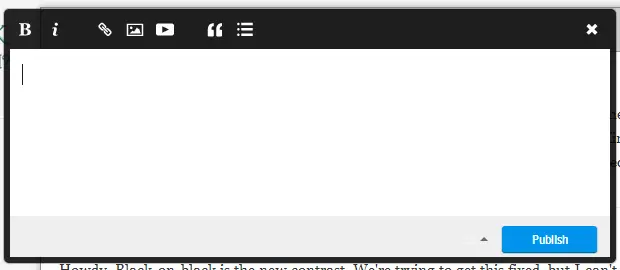 B i
Publish
Howdy. Black-on-black is the new contrast. We're trying to get this fixed, but I can't